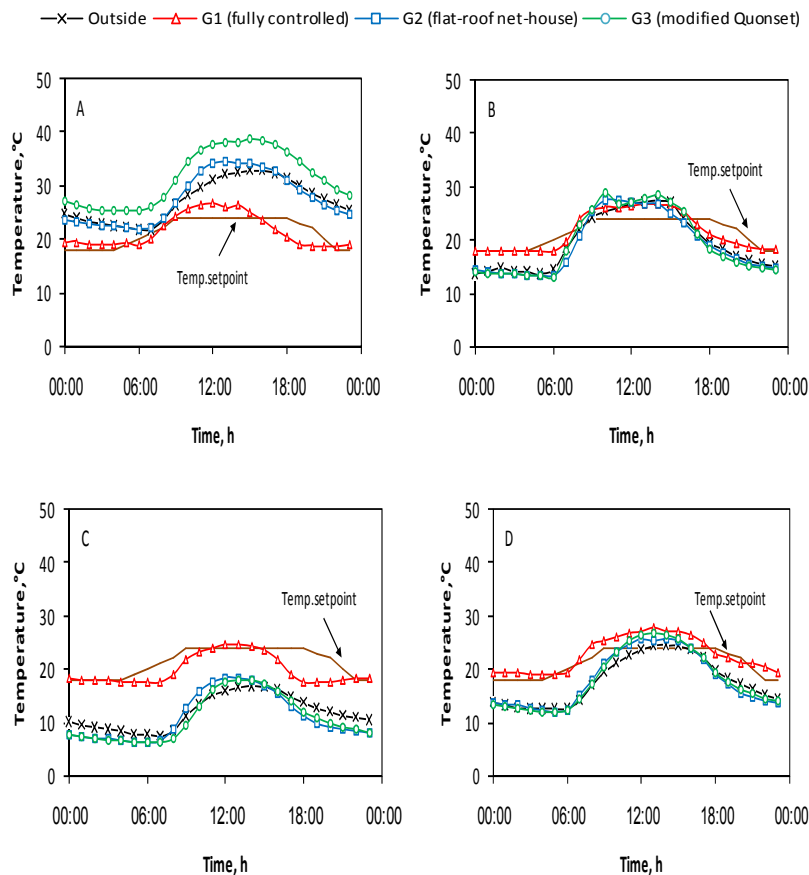 Outside G1 (fully controlled) G2 (flat-roof net-house) G3 (modified Quonset)
50
40
30
20
10
0
Temperature,°C
A
Temp.setpoint
00:00 06:00 12:00 18:00 00:00
Time, h
50
40
30
20
10
0
Temperature,°C
B
Temp.setpoint
00:00 06:00 12:00 18:00 00:00
Time, h
50
40
30
20
10
0
Temperature,°C
C
Temp.setpoint
00:00 06:00 12:00 18:00 00:00
Time, h
50
40
30
20
10
0
Temperature,°C
D
Temp.setpoint
00:00 06:00 12:00 18:00 00:00
Time, h